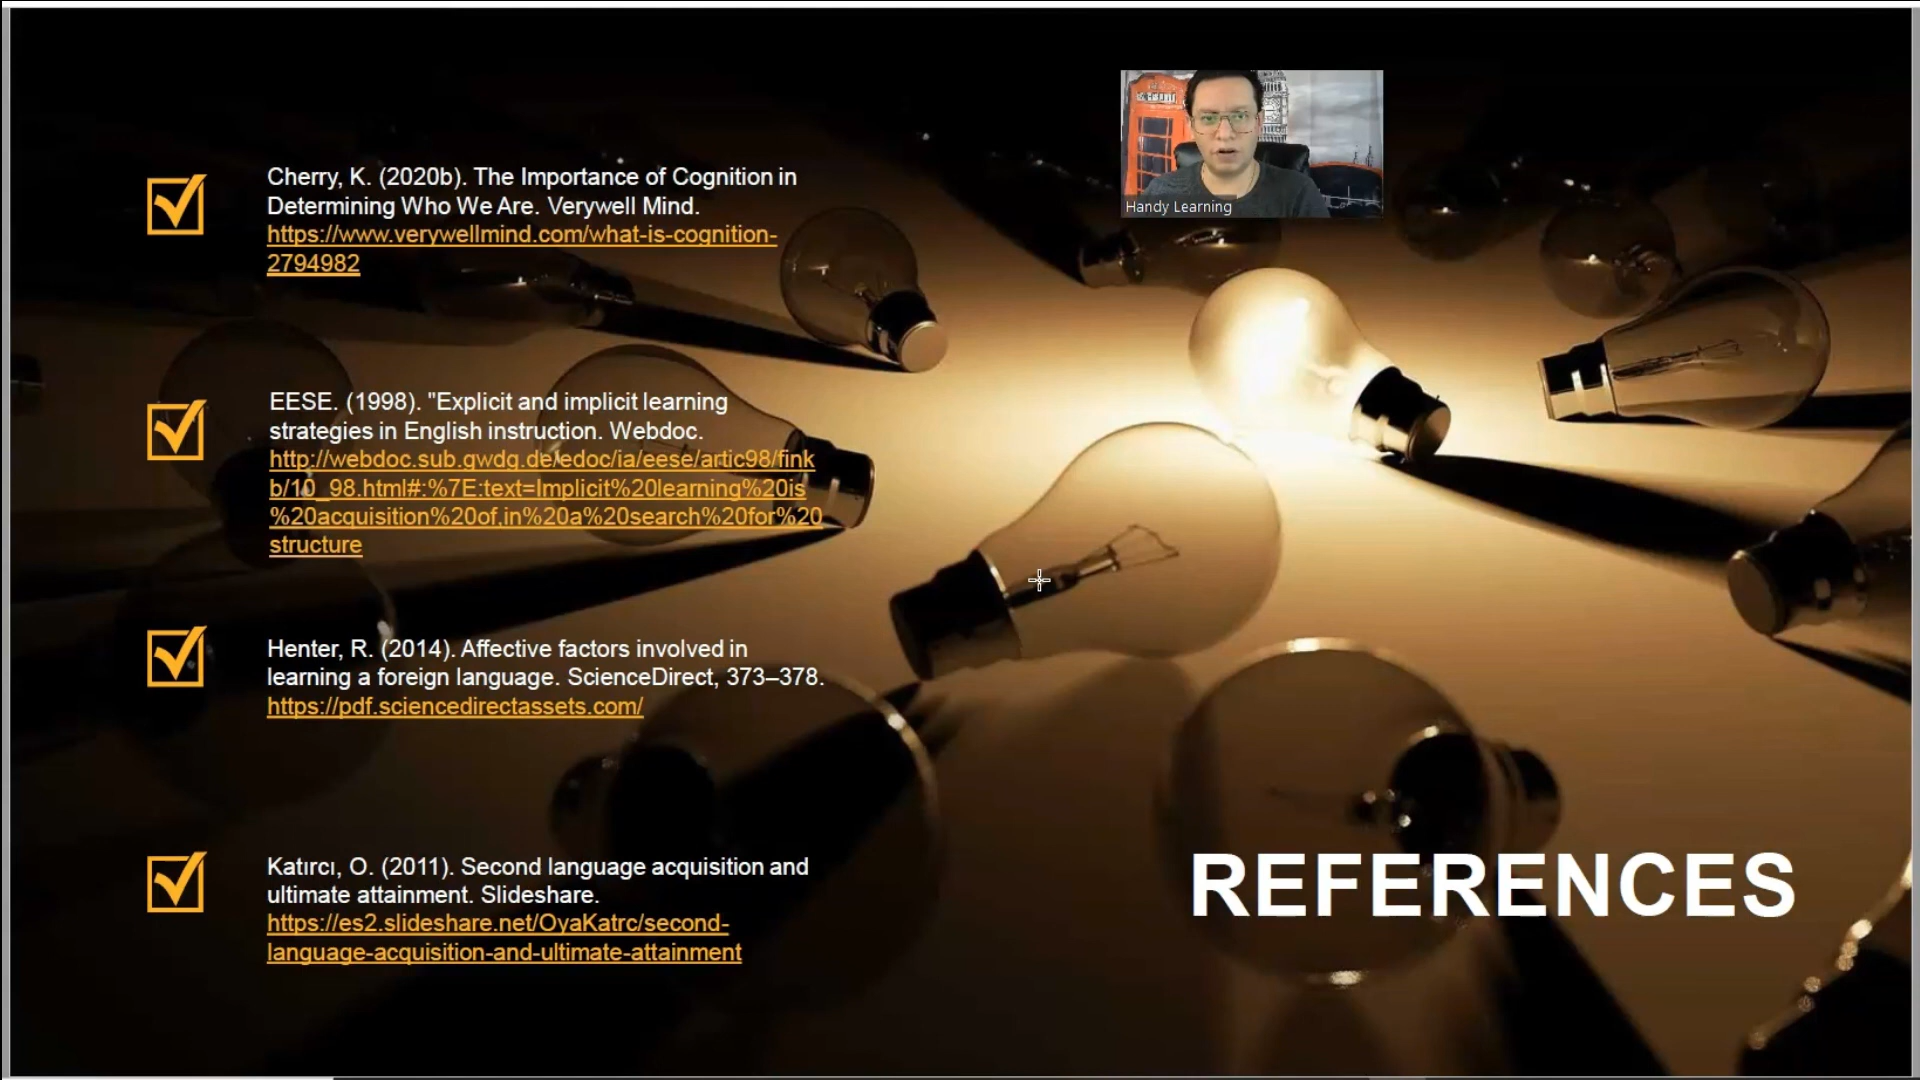 Cherry, K. (2020b). The Importance of Cognition in
Determining Who We Are. Verywell Mind.
https://www.verywellmind.com/what-is-cognition-
2794982
Handy Learning
EESE. (1998). "Explicit and implicit learning
strategies in English instruction. Webdoc.
http://webdoc.sub.gwdg.de/edoc/ia/eese/artic98/fink
b/10_98.html#:%7E:text=Implicit%20learning%20is
%20acquisition%20of,in%20a%20search%20for%20
structure
Henter, R. (2014). Affective factors involved in
learning a foreign language. ScienceDirect, 373–378.
https://pdf.sciencedirectassets.com/
Katırcı, O. (2011). Second language acquisition and
ultimate attainment. Slideshare.
https://es2.slideshare.net/OyaKatrc/second-
language-acquisition-and-ultimate-attainment
REFERENCES